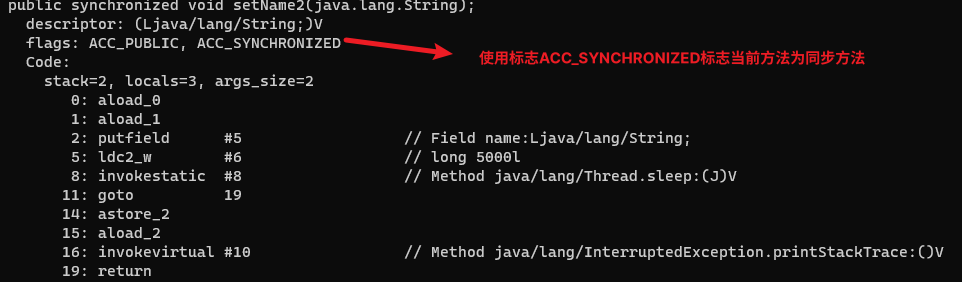 public synchronized void setName2(java.lang.String);
descriptor: (Ljava/lang/String;)V
flags: ACC_PUBLIC, ACC_SYNCHRONIZED
使用标志ACC_SYNCHRONIZED标志当前方法为同步方法
Code:
stack=2, locals=3, args_size=2
0: aload_0
1: aload_1
2: putfield #5 // Field name:Ljava/lang/String;
5: ldc2_w #6 // long 5000l
8: invokestatic #8 // Method java/lang/Thread.sleep:(J)V
11: goto 19
14: astore_2
15: aload_2
16: invokevirtual #10 // Method java/lang/InterruptedException.printStackTrace:()V
19: return